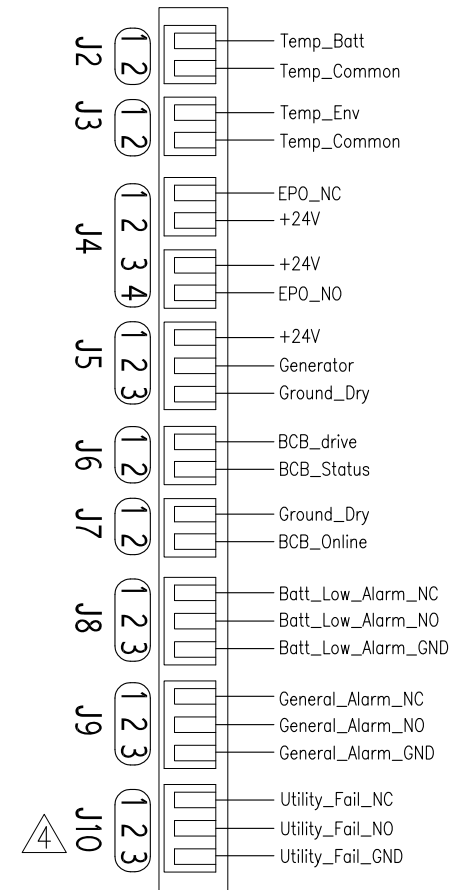 J2 1 Temp_Batt
2 Temp_Common
J3 1 Temp_Env
2 Temp_Common
J4 1 EPO_NC
2 +24V
3 +24V
4 EPO_NO
J5 1 +24V
2 Generator
3 Ground_Dry
J6 1 BCB_drive
2 BCB_Status
J7 1 Ground_Dry
2 BCB_Online
J8 1 Batt_Low_Alarm_NC
2 Batt_Low_Alarm_NO
3 Batt_Low_Alarm_GND
J9 1 General_Alarm_NC
2 General_Alarm_NO
3 General_Alarm_GND
4 J10 1 Utility_Fail_NC
2 Utility_Fail_NO
3 Utility_Fail_GND